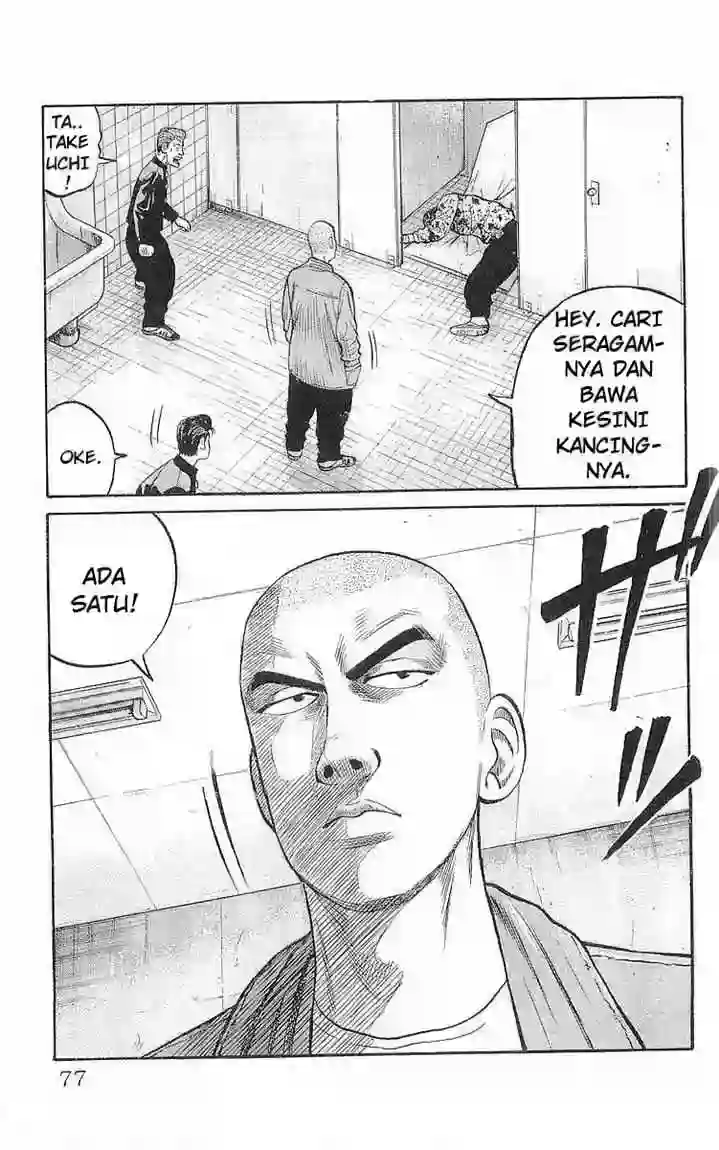 TA..
TAKE
UCHI
!
HEY. CARI
SERAGAM-
NYA DAN
BAWA
KESINI
KANCING-
NYA.
OKE.
ADA
SATU!
77